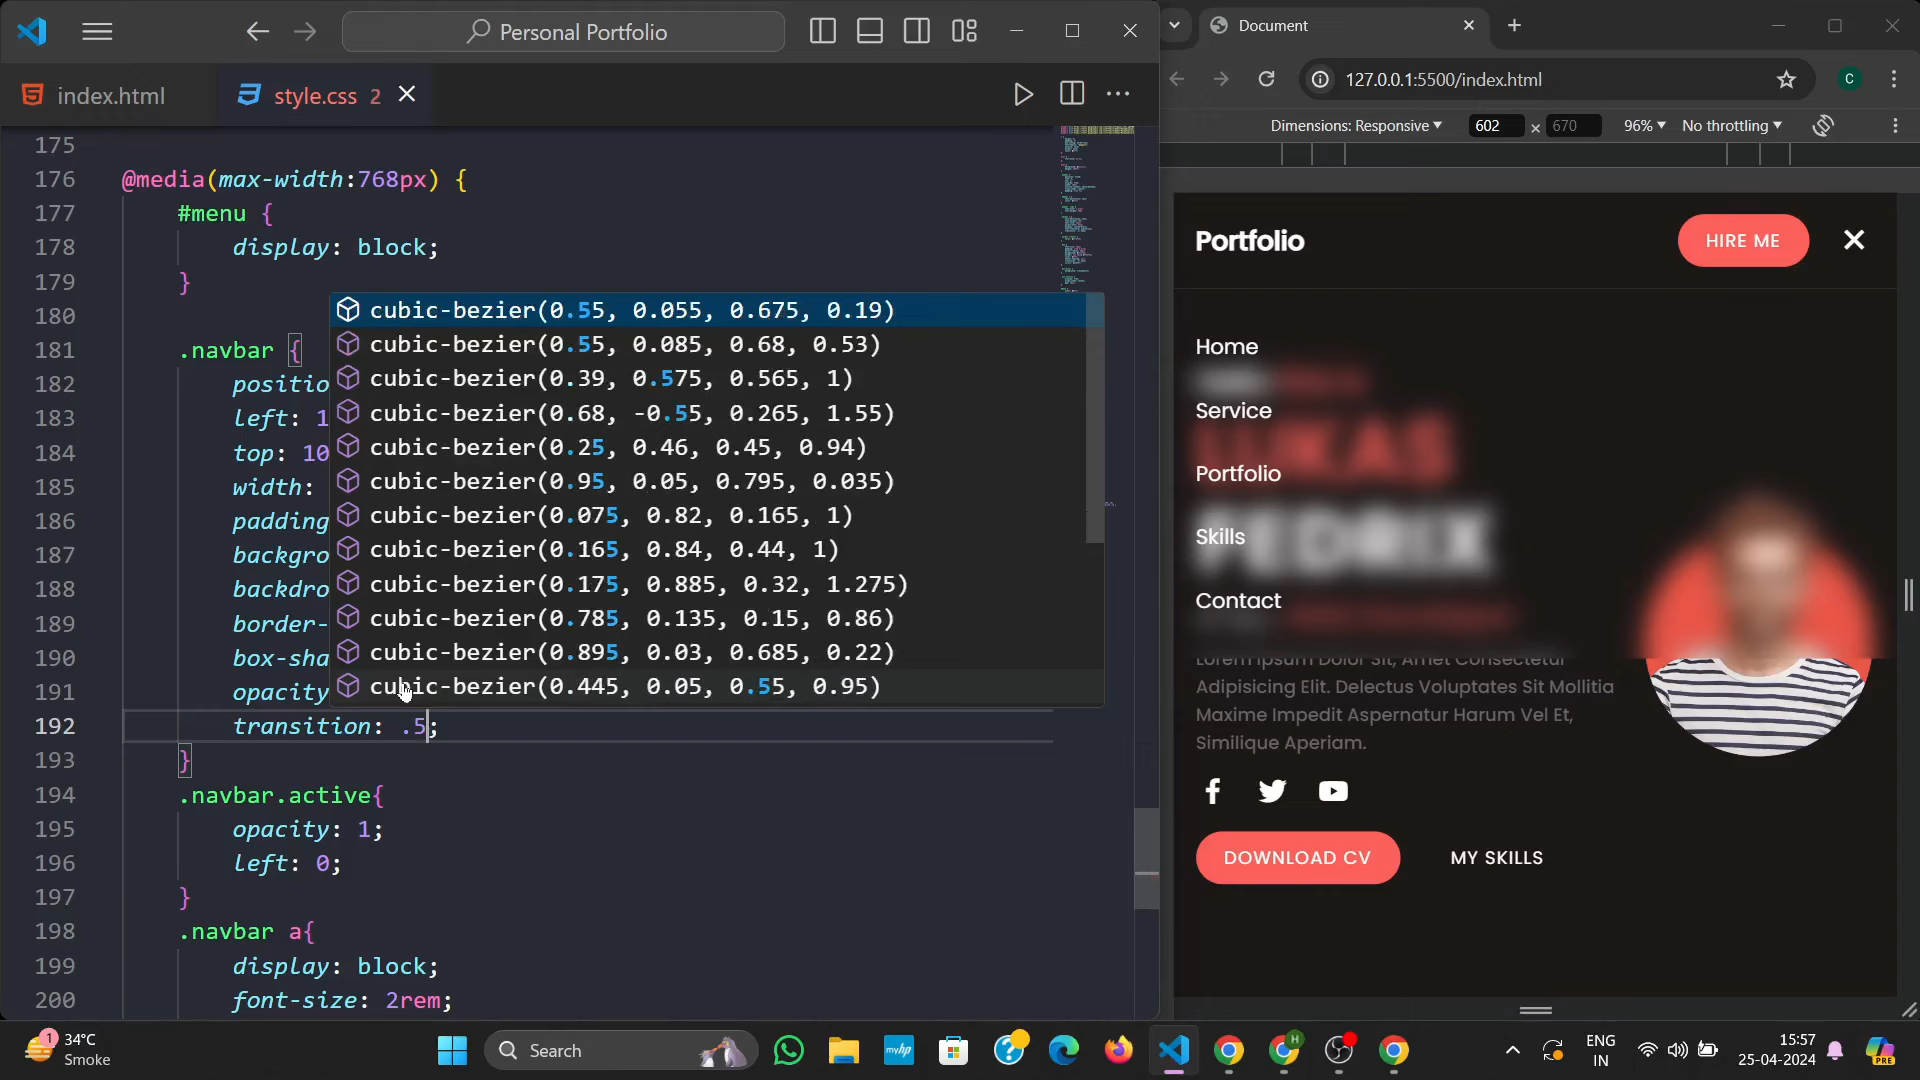 Personal Portfolio
index.html
style.css 2
175
176 @media(max-width:768px) {
177 #menu {
178 display: block;
179 }
180
181 .navbar {
182 positio
183 left: 1
184 top: 10
185 width:
186 padding
187 backgro
188 backdro
189 border-
190 box-sha
191 opacity
192 transition: .5;
193 }
194 .navbar.active{
195 opacity: 1;
196 left: 0;
197 }
198 .navbar a{
199 display: block;
200 font-size: 2rem;
cubic-bezier(0.55, 0.055, 0.675, 0.19)
cubic-bezier(0.55, 0.085, 0.68, 0.53)
cubic-bezier(0.39, 0.575, 0.565, 1)
cubic-bezier(0.68, -0.55, 0.265, 1.55)
cubic-bezier(0.25, 0.46, 0.45, 0.94)
cubic-bezier(0.95, 0.05, 0.795, 0.035)
cubic-bezier(0.075, 0.82, 0.165, 1)
cubic-bezier(0.165, 0.84, 0.44, 1)
cubic-bezier(0.175, 0.885, 0.32, 1.275)
cubic-bezier(0.785, 0.135, 0.15, 0.86)
cubic-bezier(0.895, 0.03, 0.685, 0.22)
cubic-bezier(0.445, 0.05, 0.55, 0.95)
Document
127.0.0.1:5500/index.html
C
Dimensions: Responsive 602 × 670 96% No throttling
Portfolio
HIRE ME
Home
Service
LUKAS
Portfolio
PEDRIX
Skills
Contact
Lorem Ipsum Dolor Sit, Amet Consectetur
Adipisicing Elit. Delectus Voluptates Sit Mollitia
Maxime Impedit Aspernatur Harum Vel Et,
Similique Aperiam.
DOWNLOAD CV
MY SKILLS
1
34°C
Smoke
Search
myhp
H
ENG
IN
15:57
25-04-2024
PRE